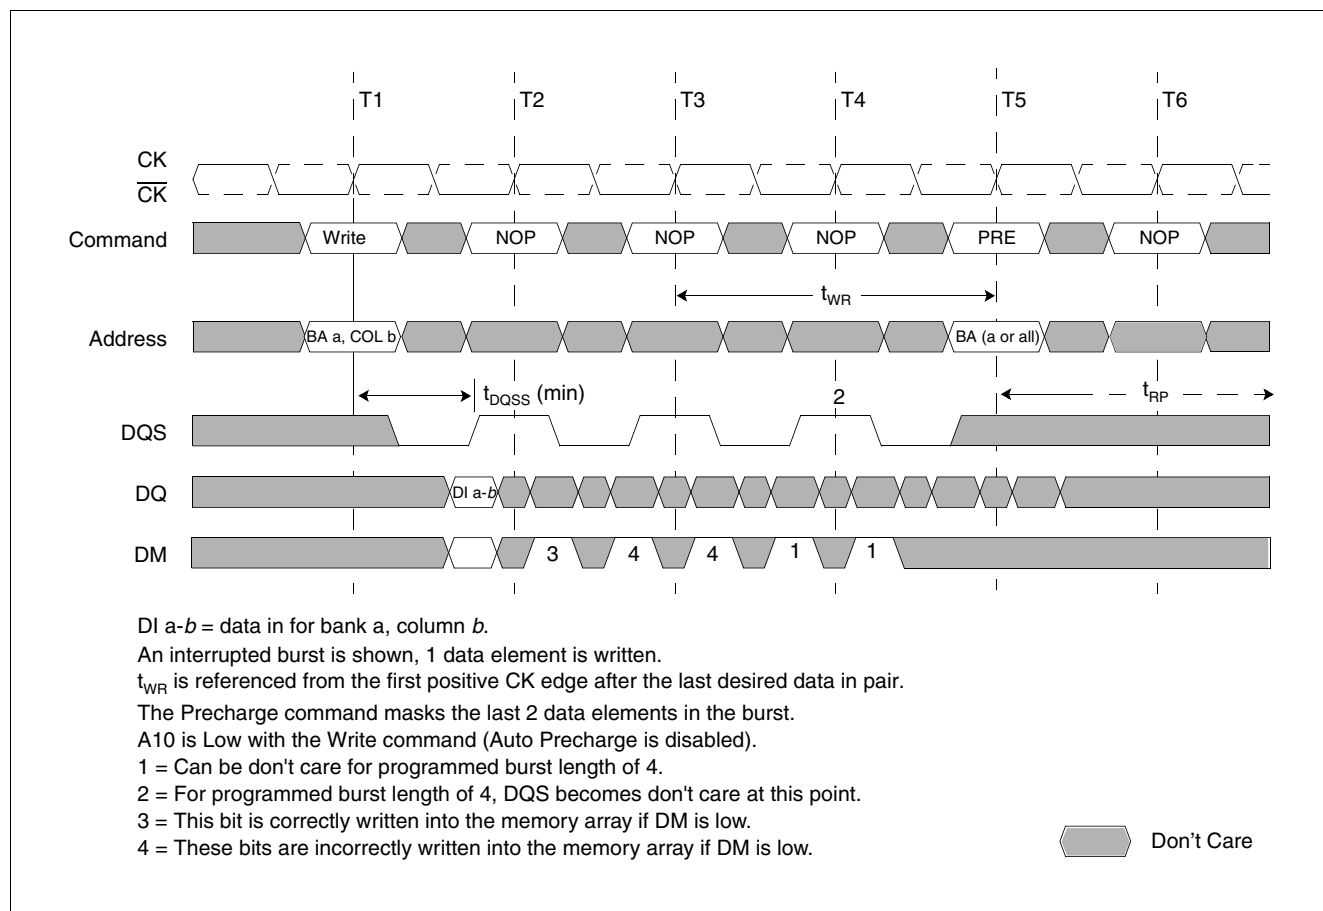 T1 T2 T3 T4 T5 T6
CK
C̅K̅
Command Write NOP NOP NOP PRE NOP
tWR
Address BA a, COL b BA (a or all)
tDQSS (min) 2 tRP
DQS
DQ DI a-b
DM 3 4 4 1 1
DI a-b = data in for bank a, column b.
An interrupted burst is shown, 1 data element is written.
tWR is referenced from the first positive CK edge after the last desired data in pair.
The Precharge command masks the last 2 data elements in the burst.
A10 is Low with the Write command (Auto Precharge is disabled).
1 = Can be don't care for programmed burst length of 4.
2 = For programmed burst length of 4, DQS becomes don't care at this point.
3 = This bit is correctly written into the memory array if DM is low.
4 = These bits are incorrectly written into the memory array if DM is low.
Don't Care